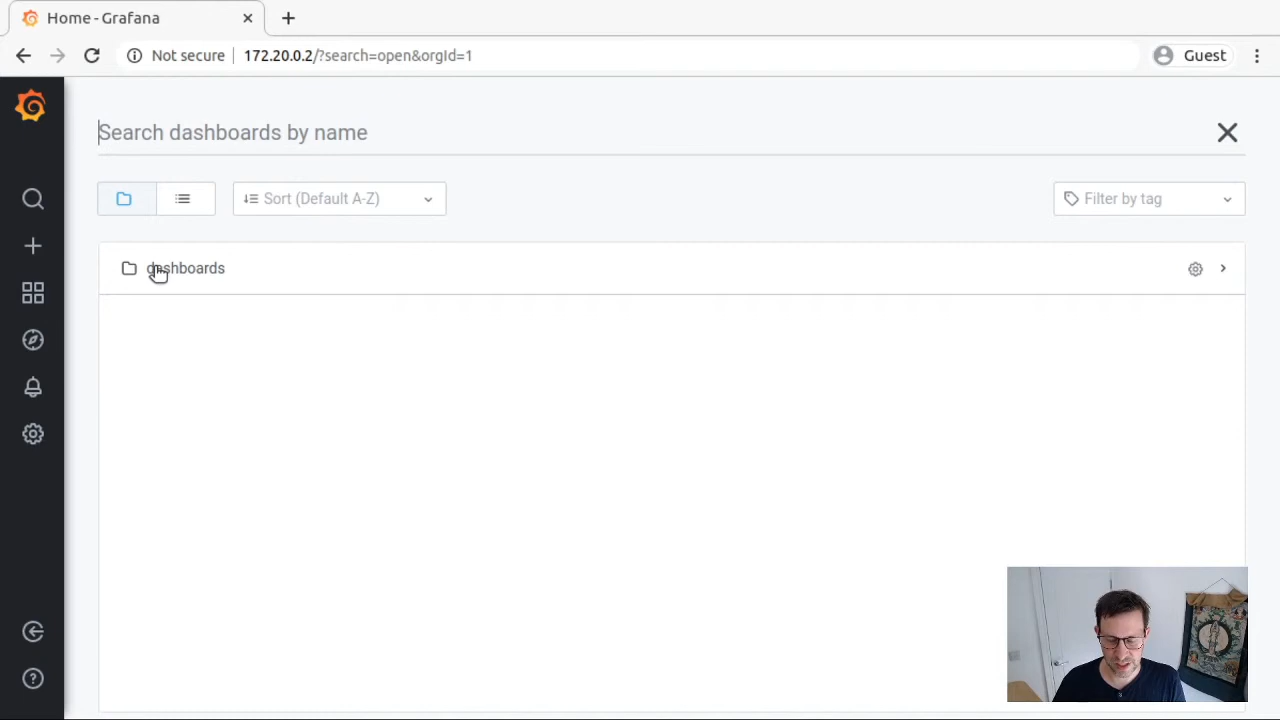 Home - Grafana
Not secure
172.20.0.2/?search=open&orgId=1
Guest
Search dashboards by name
Sort (Default A-Z)
Filter by tag
dashboards